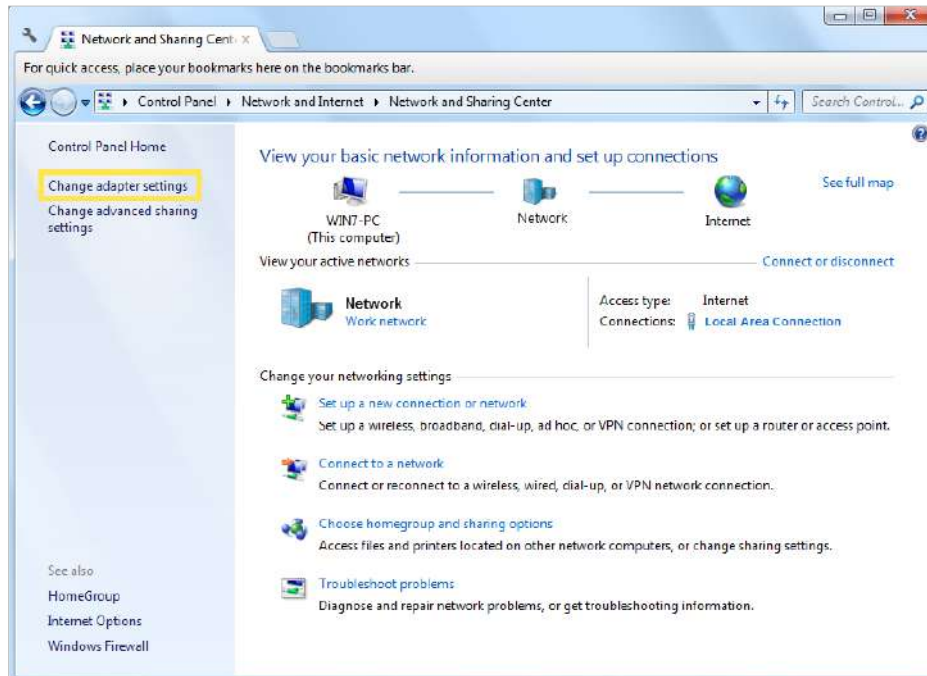 Network and Sharing Cent
For quick access, place your bookmarks here on the bookmarks bar.
Control Panel Network and Internet Network and Sharing Center
Search Control...
Control Panel Home
Change adapter settings
Change advanced sharing
settings
View your basic network information and set up connections
See full map
WIN7-PC
(This computer)
Network
Internet
View your active networks
Connect or disconnect
Network
Work network
Access type: Internet
Connections: Local Area Connection
Change your networking settings
Set up a new connection or network
Set up a wireless, broadband, dial-up, ad hoc, or VPN connection; or set up a router or access point.
Connect to a network
Connect or reconnect to a wireless, wired, dial-up, or VPN network connection.
Choose homegroup and sharing options
Access files and printers located on other network computers, or change sharing settings.
Troubleshoot problems
Diagnose and repair network problems, or get troubleshooting information.
See also
HomeGroup
Internet Options
Windows Firewall